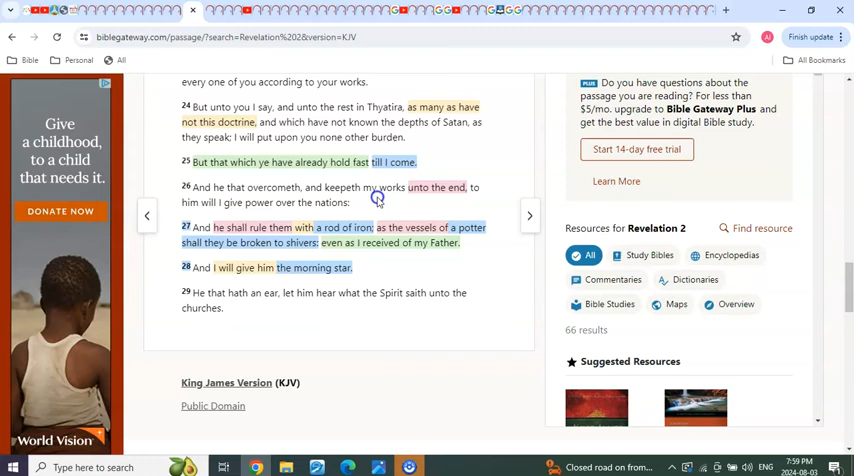 Finish update
biblegateway.com/passage/?search=Revelation%202&version=KJV
AI
Bible
Personal
All
All Bookmarks
Give
a childhood,
to a child
that needs it.
DONATE NOW
World Vision
every one of you according to your works.
24 But unto you I say, and unto the rest in Thyatira, as many as have
not this doctrine, and which have not known the depths of Satan, as
they speak; I will put upon you none other burden.
25 But that which ye have already hold fast till I come.
26 And he that overcometh, and keepeth my works unto the end, to
him will I give power over the nations:
27 And he shall rule them with a rod of iron; as the vessels of a potter
shall they be broken to shivers: even as I received of my Father.
28 And I will give him the morning star.
29 He that hath an ear, let him hear what the Spirit saith unto the
churches.
King James Version (KJV)
Public Domain
PLUS Do you have questions about the
passage you are reading? For less than
$5/mo. upgrade to Bible Gateway Plus and
get the best value in digital Bible study.
Start 14-day free trial
Learn More
Resources for Revelation 2
Find resource
All
Study Bibles
Encyclopedias
Commentaries
Dictionaries
Bible Studies
Maps
Overview
66 results
Suggested Resources
Type here to search
Closed road on from...
ENG
7:59 PM
2024-08-03